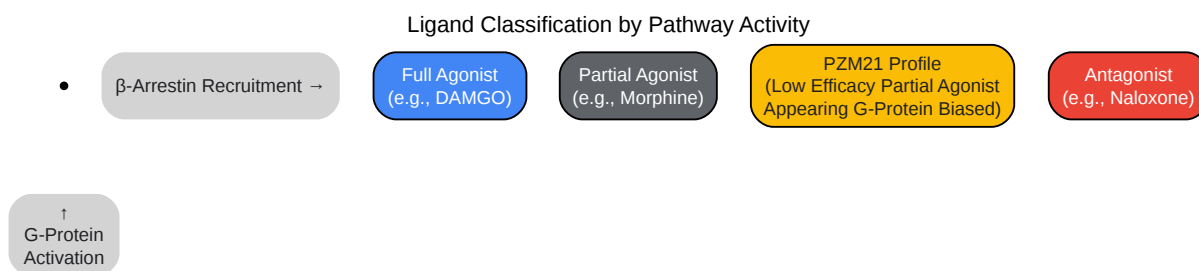 Ligand Classification by Pathway Activity
β-Arrestin Recruitment →
Full Agonist
(e.g., DAMGO)
Partial Agonist
(e.g., Morphine)
PZM21 Profile
(Low Efficacy Partial Agonist
Appearing G-Protein Biased)
Antagonist
(e.g., Naloxone)
↑
G-Protein
Activation